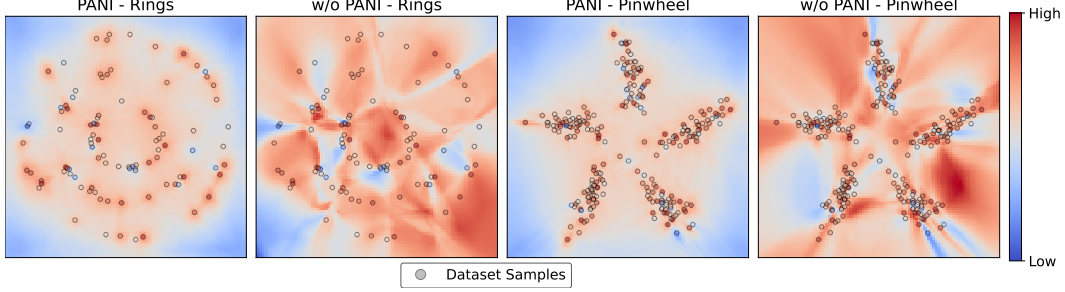 PANI - Rings
w/o PANI - Rings
PANI - Pinwheel
w/o PANI - Pinwheel
High
Low
Dataset Samples